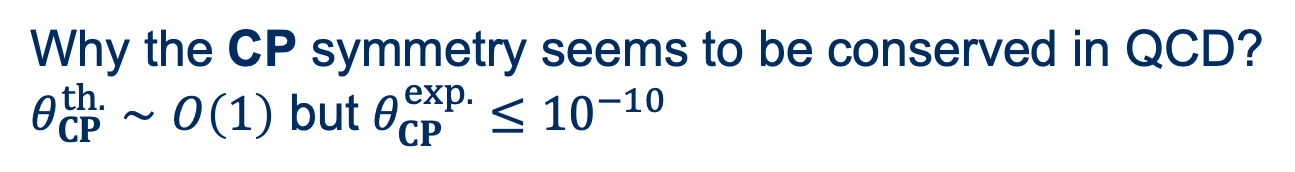 Why the CP symmetry seems to be conserved in QCD?
θ_CP^th. ~ O(1) but θ_CP^exp. ≤ 10^−10